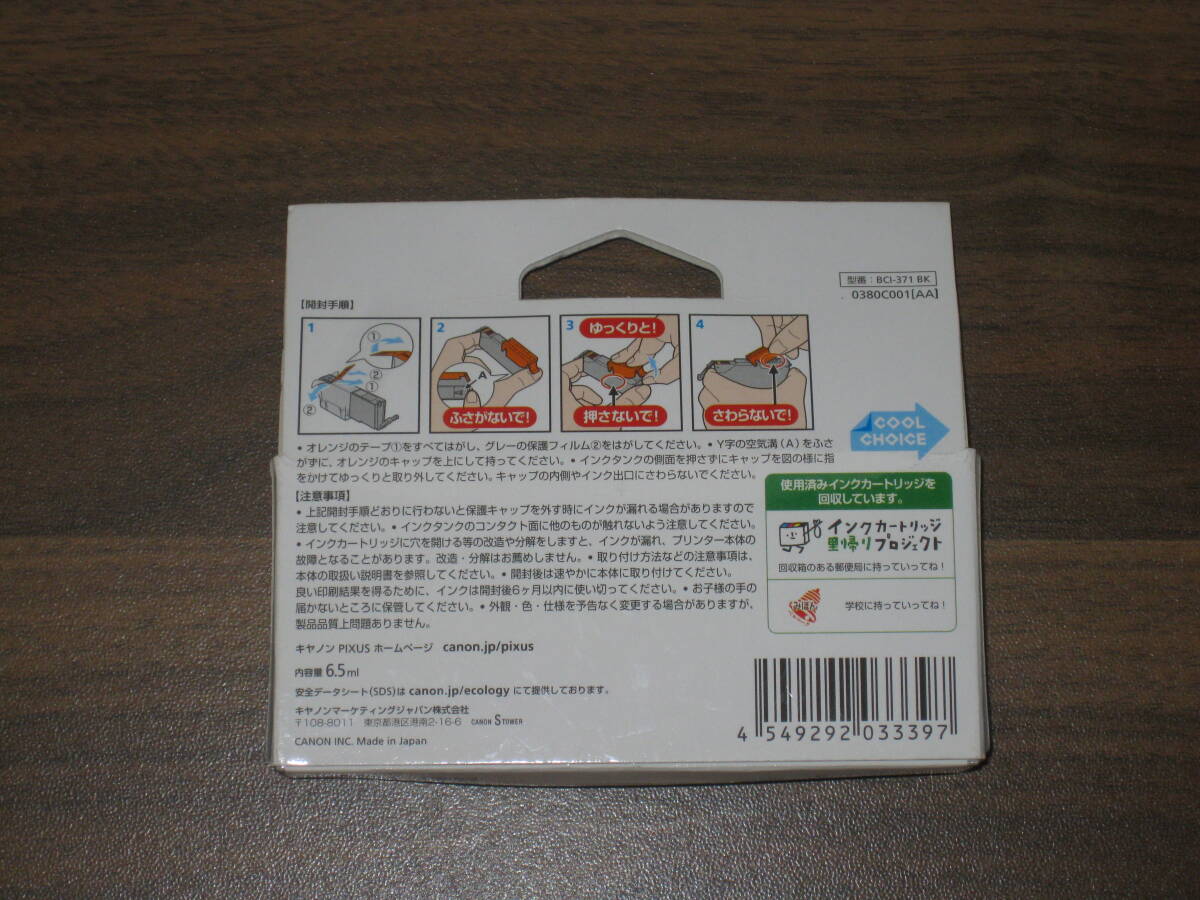 型番：BCI-371 BK
0380C001[AA]
【開封手順】
1
①
②
①
②
2
A
ふさがないで！
3
ゆっくりと！
押さないで！
4
さわらないで！
COOL
CHOICE
• オレンジのテープ①をすべてはがし、グレーの保護フィルム②をはがしてください。• Y字の空気溝（A）をふさ
がずに、オレンジのキャップを上にして持ってください。• インクタンクの側面を押さずにキャップを図の様に指
をかけてゆっくりと取り外してください。キャップの内側やインク出口にさわらないでください。
【注意事項】
• 上記開封手順どおりに行わないと保護キャップを外す時にインクが漏れる場合がありますので
注意してください。• インクタンクのコンタクト面に他のものが触れないよう注意してください。
• インクカートリッジに穴を開ける等の改造や分解をしますと、インクが漏れ、プリンター本体の
故障となることがあります。改造・分解はお薦めしません。• 取り付け方法などの注意事項は、
本体の取扱い説明書を参照してください。• 開封後は速やかに本体に取り付けてください。
良い印刷結果を得るために、インクは開封後6ヶ月以内に使い切ってください。• お子様の手の
届かないところに保管してください。• 外観・色・仕様を予告なく変更する場合がありますが、
製品品質上問題ありません。
使用済みインクカートリッジを
回収しています。
インクカートリッジ
里帰りプロジェクト
回収箱のある郵便局に持っていってね！
学校に持っていってね！
キヤノン PIXUS ホームページ canon.jp/pixus
内容量 6.5ml
安全データシート(SDS)は canon.jp/ecology にて提供しております。
キヤノンマーケティングジャパン株式会社
〒108-8011 東京都港区港南2-16-6 CANON S TOWER
CANON INC. Made in Japan
4 549292 033397